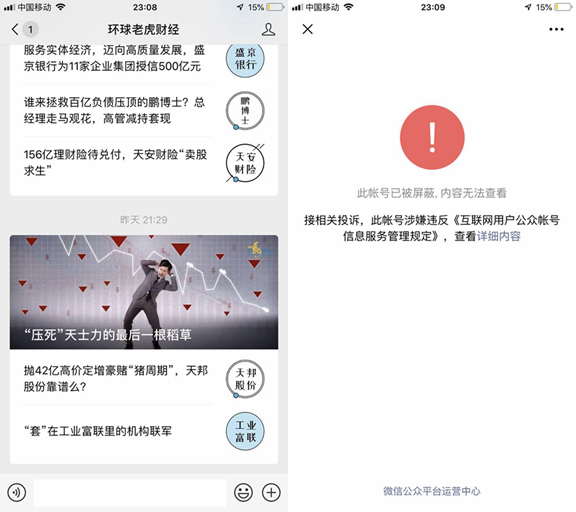 中国移动
23:08
15%
1
环球老虎财经
服务实体经济，迈向高质量发展，盛
京银行为11家企业集团授信500亿元
盛京
银行
谁来拯救百亿负债压顶的鹏博士？总
经理走马观花，高管减持套现
鹏
博
士
156亿理财险待兑付，天安财险“卖股
求生”
天安
财险
昨天 21:29
“压死”天士力的最后一根稻草
抛42亿高价定增豪赌“猪周期”，天邦
股份靠谱么？
天邦
股份
“套”在工业富联里的机构联军
工业
富联
中国移动
23:09
15%
此帐号已被屏蔽, 内容无法查看
接相关投诉，此帐号涉嫌违反《互联网用户公众帐号
信息服务管理规定》，查看详细内容
微信公众平台运营中心